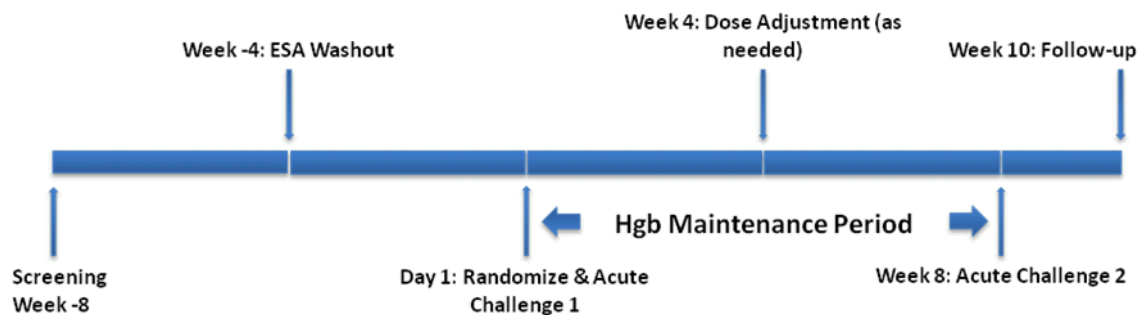 Week -4: ESA Washout
Week 4: Dose Adjustment (as
needed)
Week 10: Follow-up
Hgb Maintenance Period
Screening
Week -8
Day 1: Randomize & Acute
Challenge 1
Week 8: Acute Challenge 2